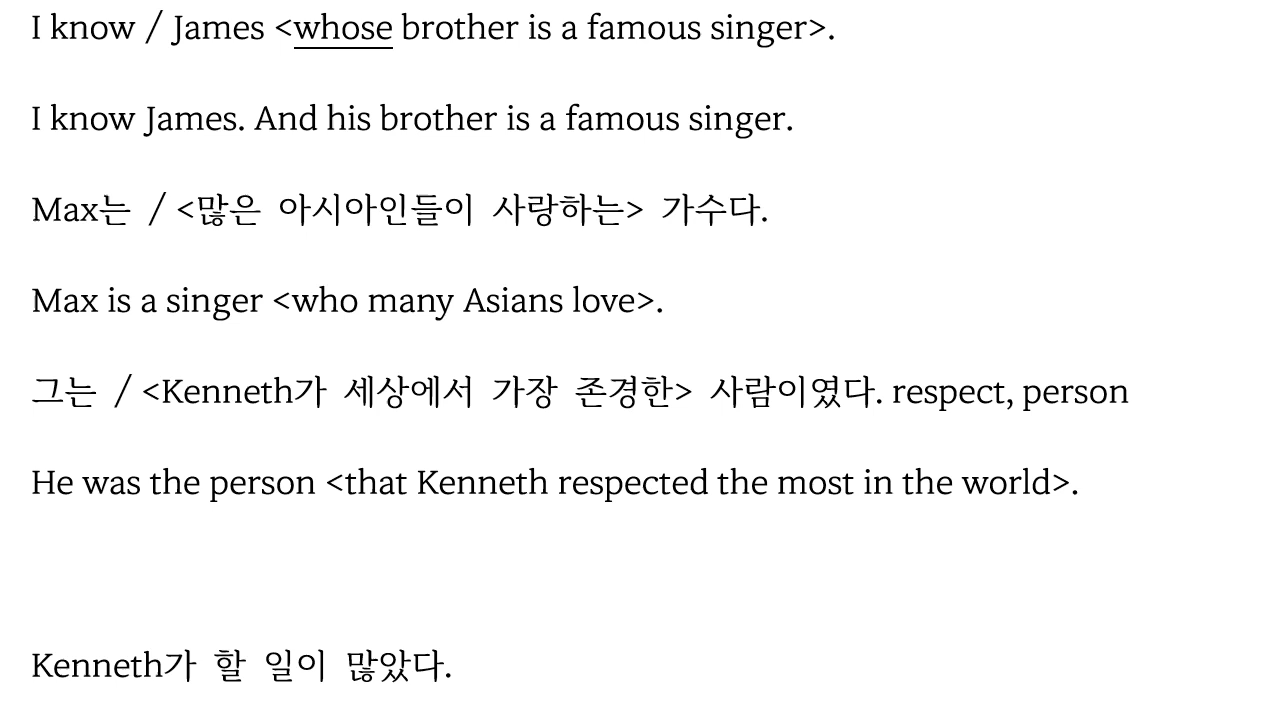 I know / James <whose brother is a famous singer>.
I know James. And his brother is a famous singer.
Max는 / <많은 아시아인들이 사랑하는> 가수다.
Max is a singer <who many Asians love>.
그는 / <Kenneth가 세상에서 가장 존경한> 사람이였다. respect, person
He was the person <that Kenneth respected the most in the world>.
Kenneth가 할 일이 많았다.